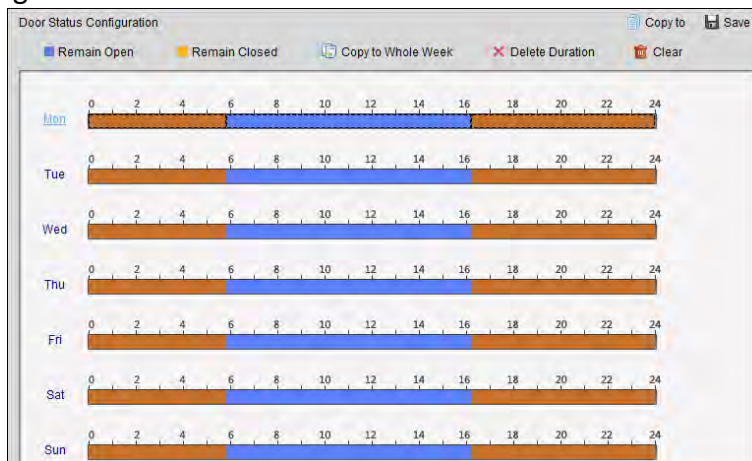 Door Status Configuration Copy to Save
Remain Open Remain Closed Copy to Whole Week Delete Duration Clear
0 2 4 6 8 10 12 14 16 18 20 22 24
Mon
0 2 4 6 8 10 12 14 16 18 20 22 24
Tue
0 2 4 6 8 10 12 14 16 18 20 22 24
Wed
0 2 4 6 8 10 12 14 16 18 20 22 24
Thu
0 2 4 6 8 10 12 14 16 18 20 22 24
Fri
0 2 4 6 8 10 12 14 16 18 20 22 24
Sat
0 2 4 6 8 10 12 14 16 18 20 22 24
Sun